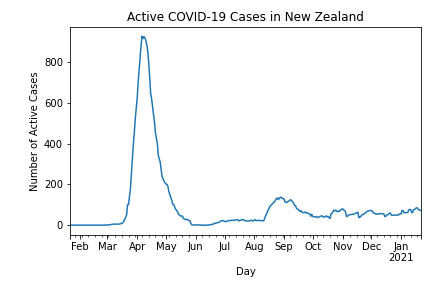 Active COVID-19 Cases in New Zealand
Number of Active Cases
800
600
400
200
0
Feb Mar Apr May Jun Jul Aug Sep Oct Nov Dec Jan
2021
Day